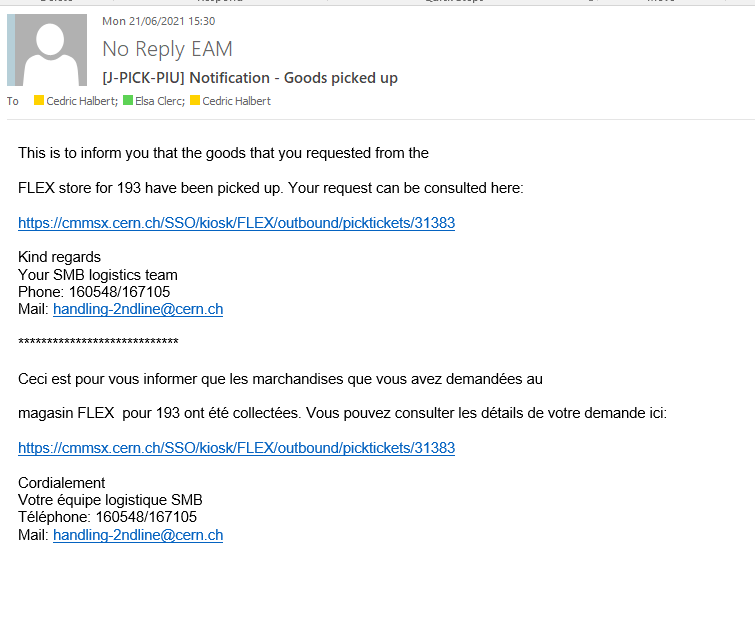 Mon 21/06/2021 15:30
No Reply EAM
[J-PICK-PIU] Notification - Goods picked up
To Cedric Halbert; Elsa Clerc; Cedric Halbert
This is to inform you that the goods that you requested from the
FLEX store for 193 have been picked up. Your request can be consulted here:
https://cmmsx.cern.ch/SSO/kiosk/FLEX/outbound/picktickets/31383
Kind regards
Your SMB logistics team
Phone: 160548/167105
Mail: handling-2ndline@cern.ch
****************************
Ceci est pour vous informer que les marchandises que vous avez demandées au
magasin FLEX  pour 193 ont été collectées. Vous pouvez consulter les détails de votre demande ici:
https://cmmsx.cern.ch/SSO/kiosk/FLEX/outbound/picktickets/31383
Cordialement
Votre équipe logistique SMB
Téléphone: 160548/167105
Mail: handling-2ndline@cern.ch